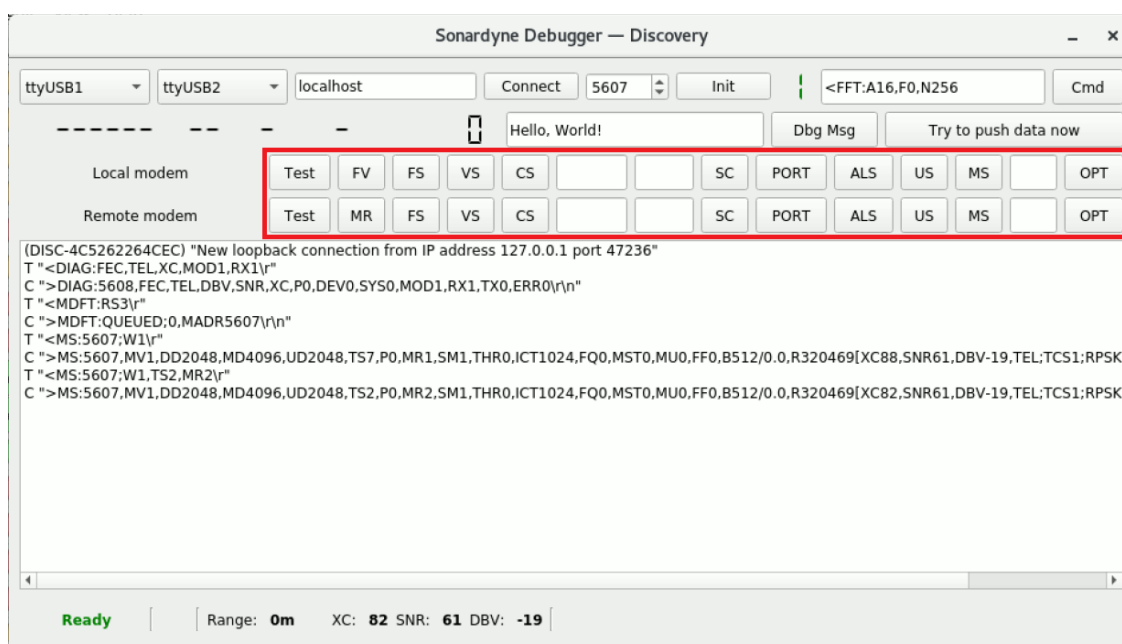 Sonardyne Debugger — Discovery
ttyUSB1 ttyUSB2 localhost Connect 5607 Init <FFT:A16,F0,N256 Cmd
------ -- - - 0 Hello, World! Dbg Msg Try to push data now
Local modem Test FV FS VS CS SC PORT ALS US MS OPT
Remote modem Test MR FS VS CS SC PORT ALS US MS OPT
(DISC-4C5262264CEC) "New loopback connection from IP address 127.0.0.1 port 47236"
T "<DIAG:FEC,TEL,XC,MOD1,RX1\r"
C ">DIAG:5608,FEC,TEL,DBV,SNR,XC,P0,DEV0,SYS0,MOD1,RX1,TX0,ERR0\r\n"
T "<MDFT:RS3\r"
C ">MDFT:QUEUED;0,MADR5607\r\n"
T "<MS:5607;W1\r"
C ">MS:5607,MV1,DD2048,MD4096,UD2048,TS7,P0,MR1,SM1,THR0,ICT1024,FQ0,MST0,MU0,FF0,B512/0.0,R320469[XC88,SNR61,DBV-19,TEL;TCS1;RPSK
T "<MS:5607;W1,TS2,MR2\r"
C ">MS:5607,MV1,DD2048,MD4096,UD2048,TS2,P0,MR2,SM1,THR0,ICT1024,FQ0,MST0,MU0,FF0,B512/0.0,R320469[XC82,SNR61,DBV-19,TEL;TCS1;RPSK
Ready Range: 0m XC: 82 SNR: 61 DBV: -19